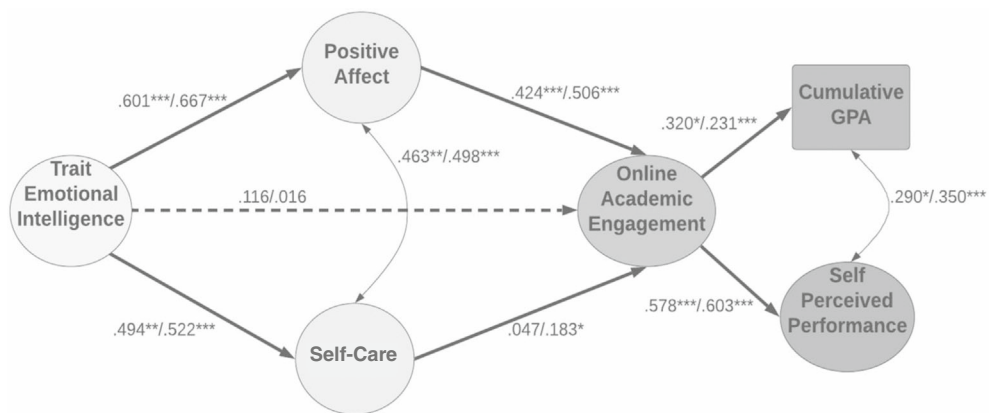 Positive
Affect
.601***/.667***
.424***/.506***
Cumulative
GPA
.320*/.231***
.463**/.498***
Trait
Emotional
Intelligence
.116/.016
Online
Academic
Engagement
.290*/.350***
.494**/.522***
Self-Care
.047/.183*
.578***/.603***
Self
Perceived
Performance